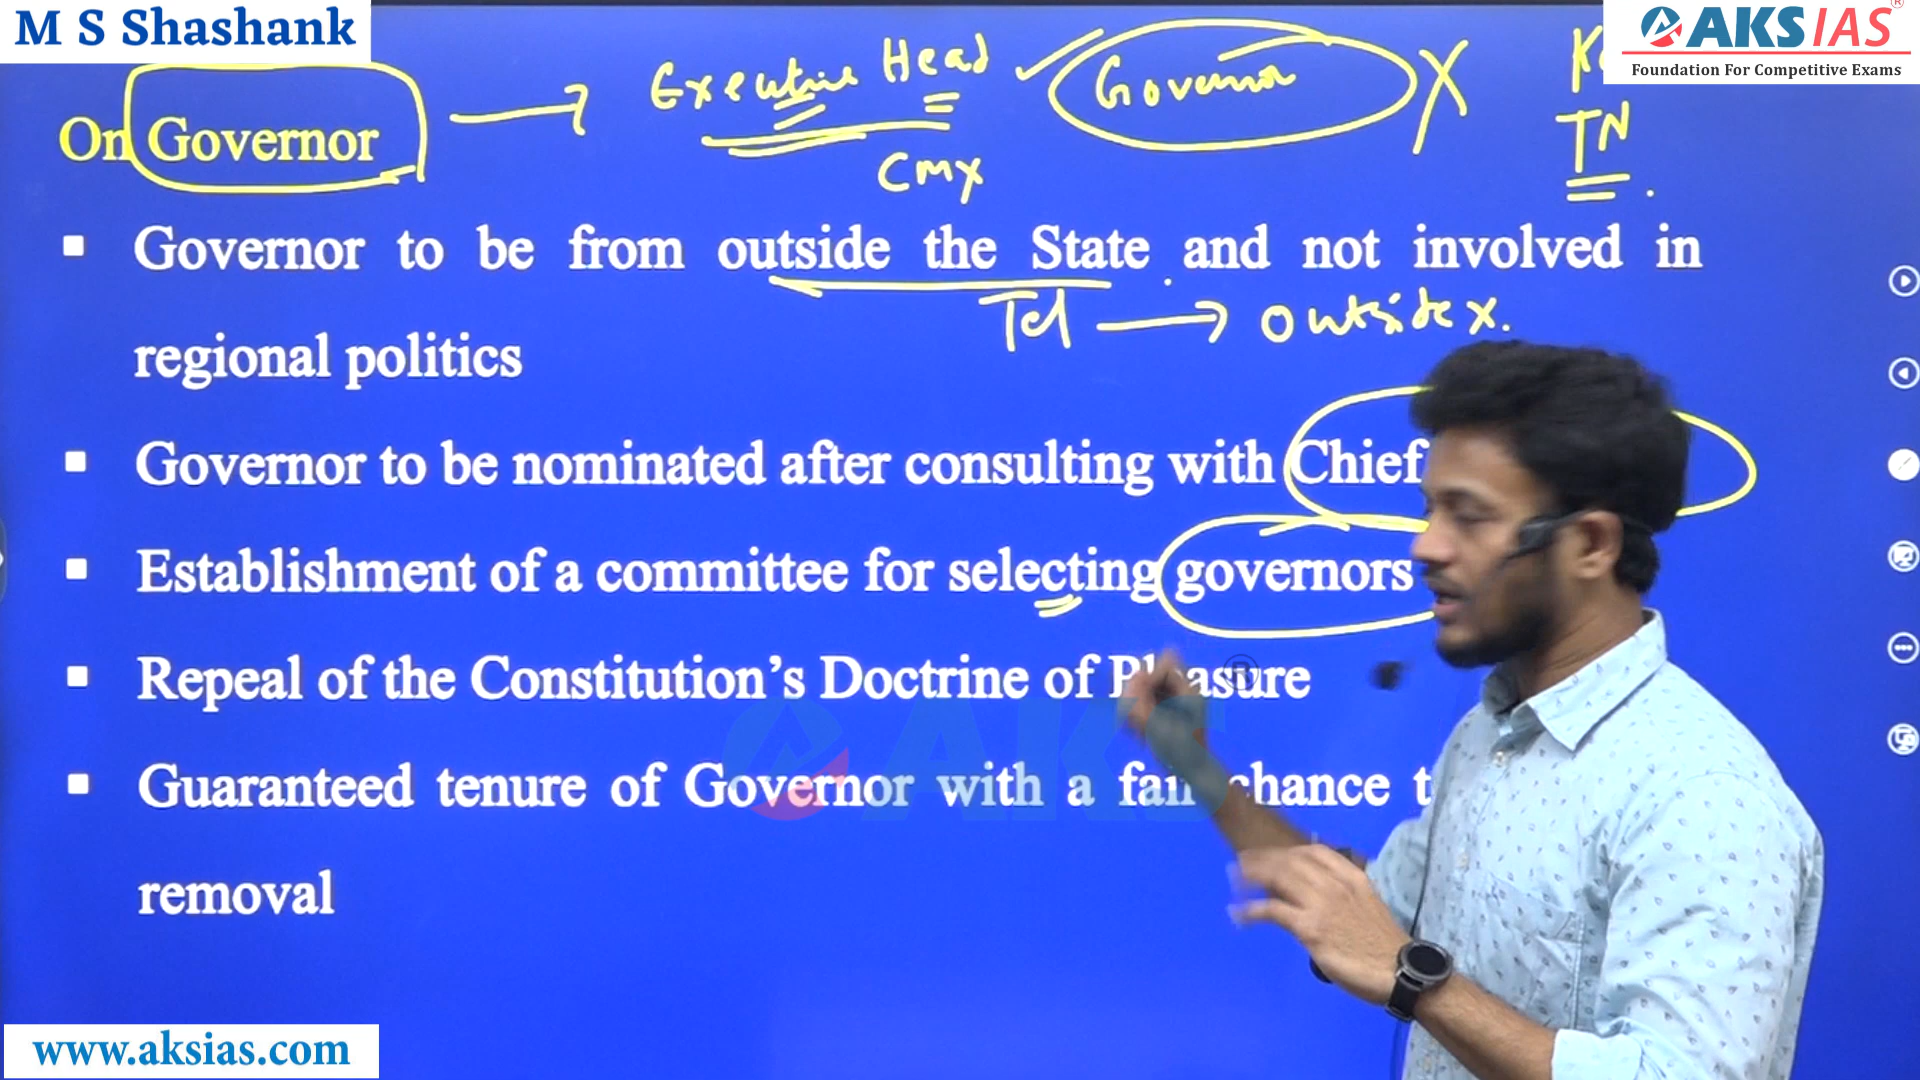 M S Shashank
AKS IAS®
Foundation For Competitive Exams
Executive Head ✓ Governor X
On Governor →
CM X
TN
▪ Governor to be from outside the State and not involved in
Tel → outside X.
regional politics
▪ Governor to be nominated after consulting with Chief
▪ Establishment of a committee for selecting governors
▪ Repeal of the Constitution's Doctrine of Pleasure
▪ Guaranteed tenure of Governor with a fair chance
removal
AKS®
www.aksias.com